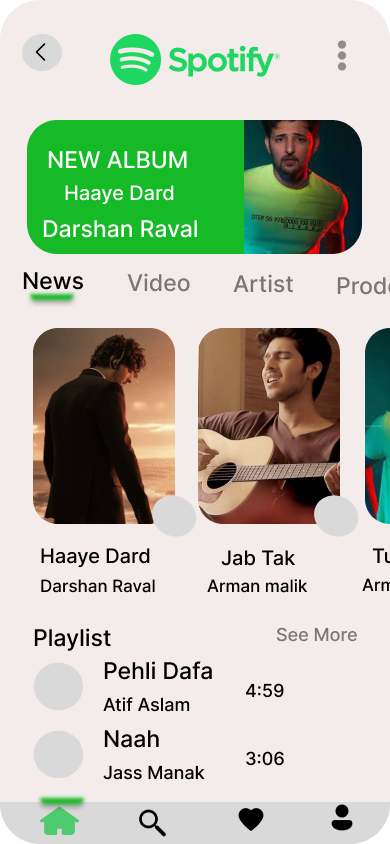 Spotify®
NEW ALBUM
Haaye Dard
Darshan Raval
News Video Artist Prod
Haaye Dard
Darshan Raval
Jab Tak
Arman malik
Tu
Arm
Playlist See More
Pehli Dafa
Atif Aslam
4:59
Naah
Jass Manak
3:06